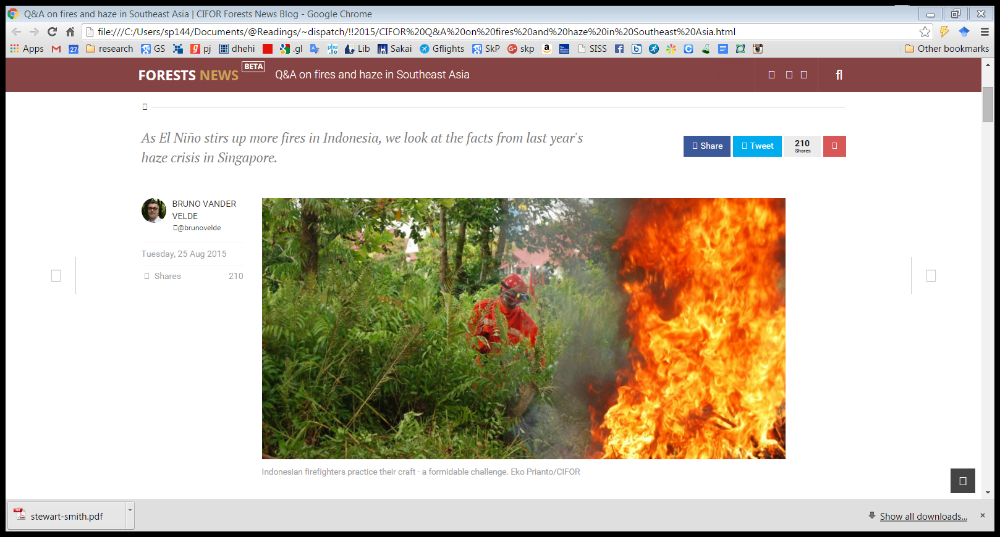 Q&A on fires and haze in Southeast Asia | CIFOR Forests News Blog - Google Chrome
file:///C:/Users/sp144/Documents/@Readings/~dispatch/!!2015/CIFOR%20Q&A%20on%20fires%20and%20haze%20in%20Southeast%20Asia.html
Apps 27 research GS pj dhehi .gl pho.to Lib Sakai Gflights SkP skp SISS Other bookmarks
FORESTS NEWS BETA Q&A on fires and haze in Southeast Asia
As El Niño stirs up more fires in Indonesia, we look at the facts from last year's
haze crisis in Singapore.
Share Tweet 210
Shares
BRUNO VANDER
VELDE
@brunovelde
Tuesday, 25 Aug 2015
Shares 210
Indonesian firefighters practice their craft - a formidable challenge. Eko Prianto/CIFOR
stewart-smith.pdf Show all downloads...